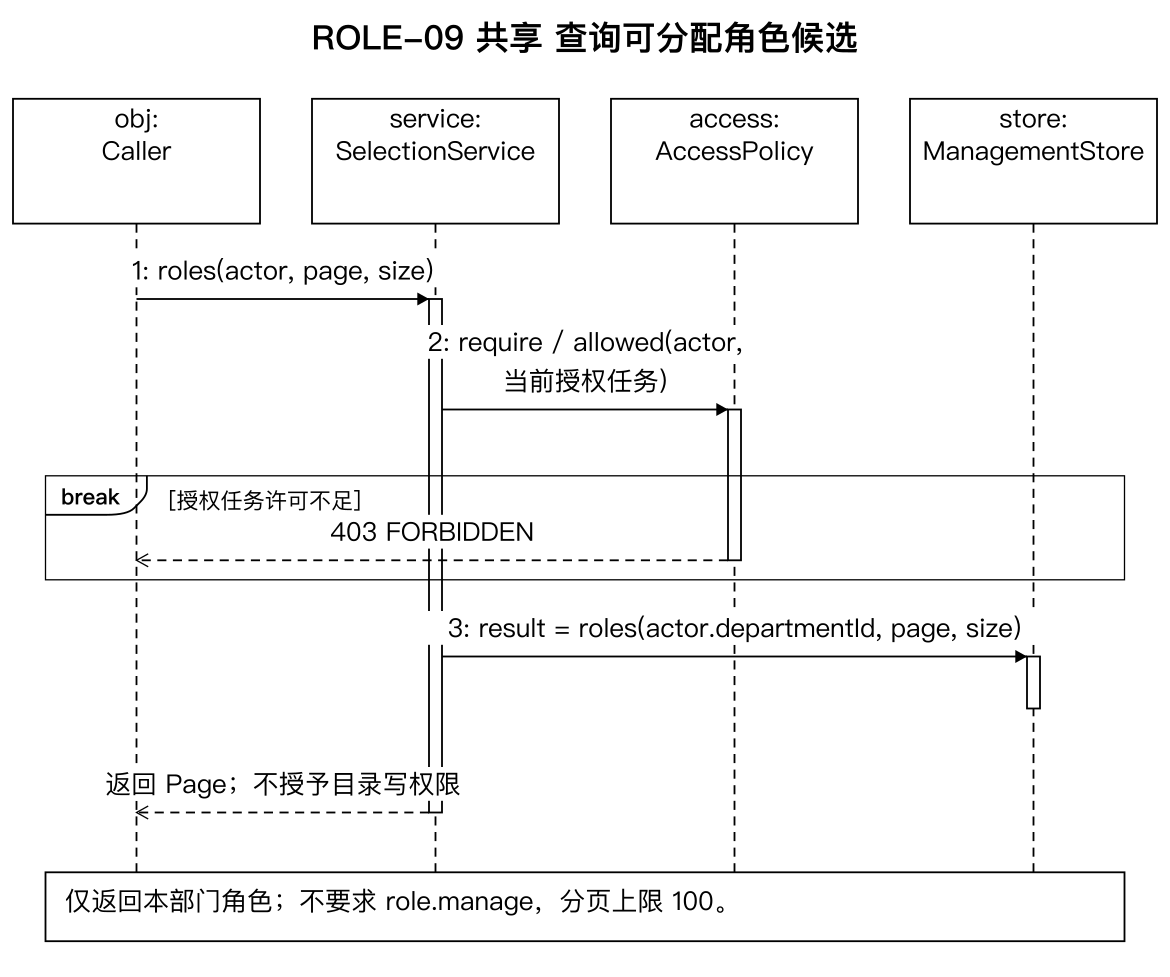 ROLE-09 共享 查询可分配角色候选
obj:
Caller
service:
SelectionService
access:
AccessPolicy
store:
ManagementStore
1: roles(actor, page, size)
2: require / allowed(actor,
当前授权任务)
break
[授权任务许可不足]
403 FORBIDDEN
3: result = roles(actor.departmentId, page, size)
返回 Page；不授予目录写权限
仅返回本部门角色；不要求 role.manage，分页上限 100。